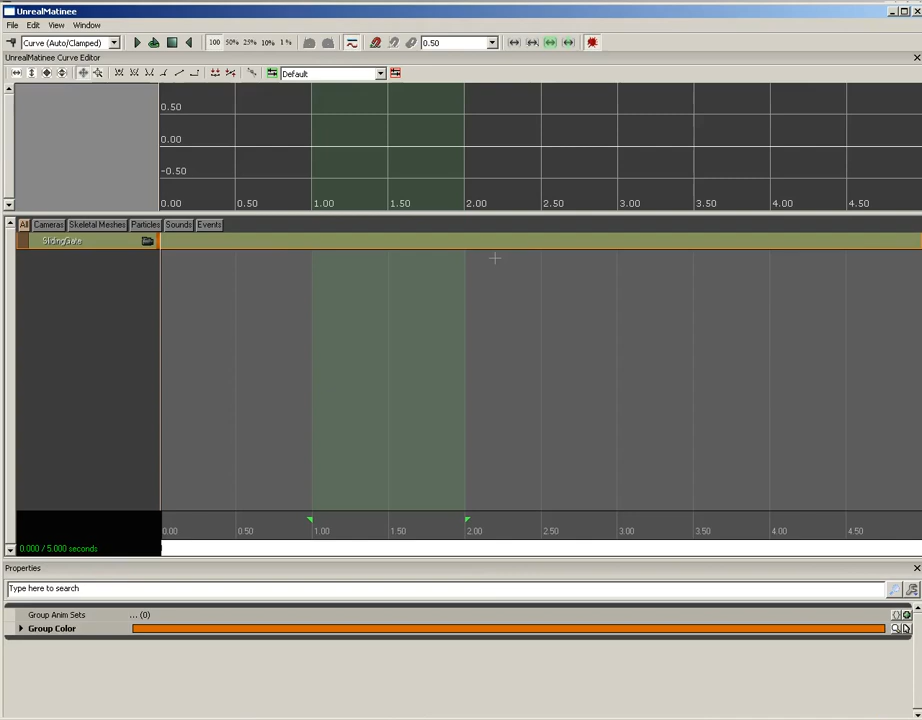 UnrealMatinee
File Edit View Window
Curve (Auto/Clamped) 100 50% 25% 10% 1% 0.50
UnrealMatinee Curve Editor
Default
0.50
0.00
-0.50
0.00 0.50 1.00 1.50 2.00 2.50 3.00 3.50 4.00 4.50
All Cameras Skeletal Meshes Particles Sounds Events
SlidingGate
0.00 0.50 1.00 1.50 2.00 2.50 3.00 3.50 4.00 4.50
0.000 / 5.000 seconds
Properties
Type here to search
Group Anim Sets ... (0)
Group Color